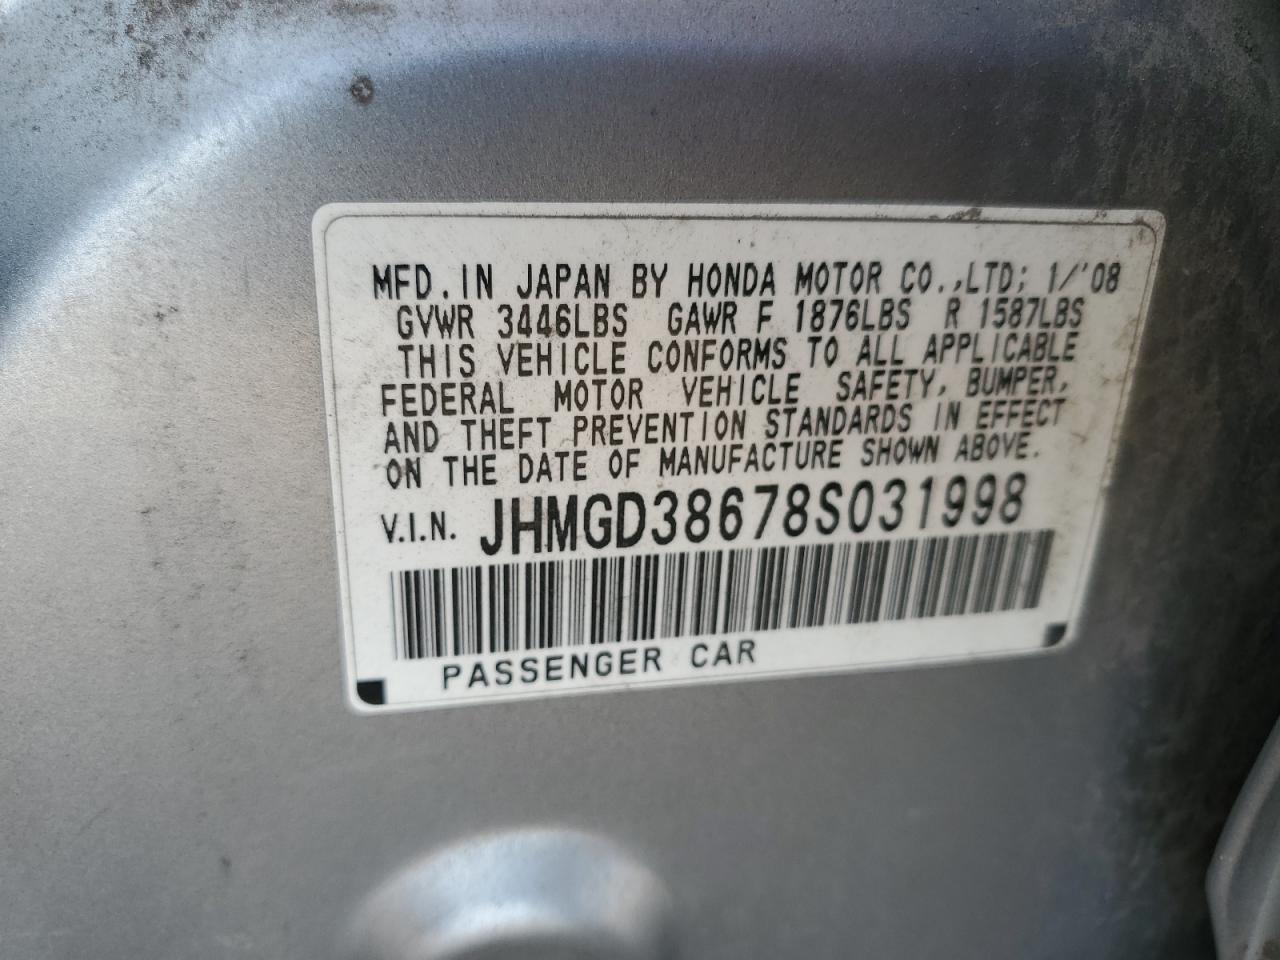 MFD. IN JAPAN BY HONDA MOTOR CO.,LTD; 1/'08
GVWR 3446LBS GAWR F 1876LBS R 1587LBS
THIS VEHICLE CONFORMS TO ALL APPLICABLE
FEDERAL MOTOR VEHICLE SAFETY, BUMPER,
AND THEFT PREVENTION STANDARDS IN EFFECT
ON THE DATE OF MANUFACTURE SHOWN ABOVE.
V.I.N. JHMGD38678S031998
PASSENGER CAR